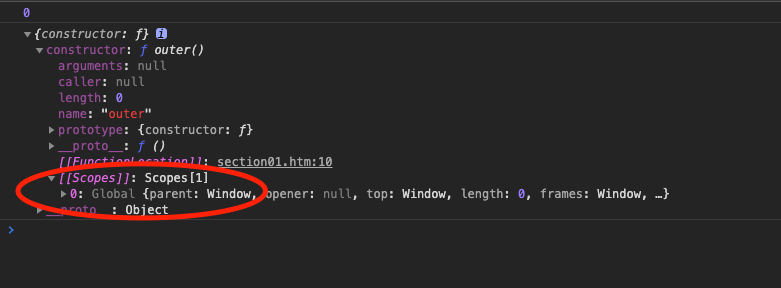 0
{constructor: ƒ} i
constructor: ƒ outer()
arguments: null
caller: null
length: 0
name: "outer"
prototype: {constructor: ƒ}
__proto__: ƒ ()
[[FunctionLocation]]: section01.htm:10
[[Scopes]]: Scopes[1]
0: Global {parent: Window, opener: null, top: Window, length: 0, frames: Window, …}
__proto__: Object